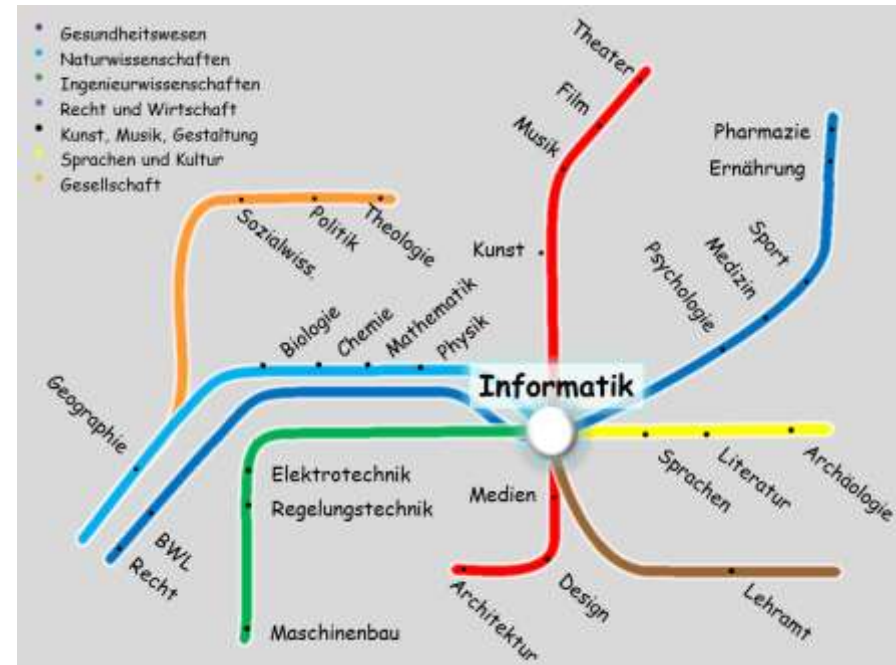 Gesundheitswesen
Naturwissenschaften
Ingenieurwissenschaften
Recht und Wirtschaft
Kunst, Musik, Gestaltung
Sprachen und Kultur
Gesellschaft
Theater
Film
Musik
Kunst
Pharmazie
Ernährung
Sport
Medizin
Psychologie
Sozialwiss.
Politik
Theologie
Biologie
Chemie
Mathematik
Physik
Informatik
Geographie
BWL
Recht
Elektrotechnik
Regelungstechnik
Maschinenbau
Medien
Architektur
Design
Sprachen
Literatur
Archäologie
Lehramt